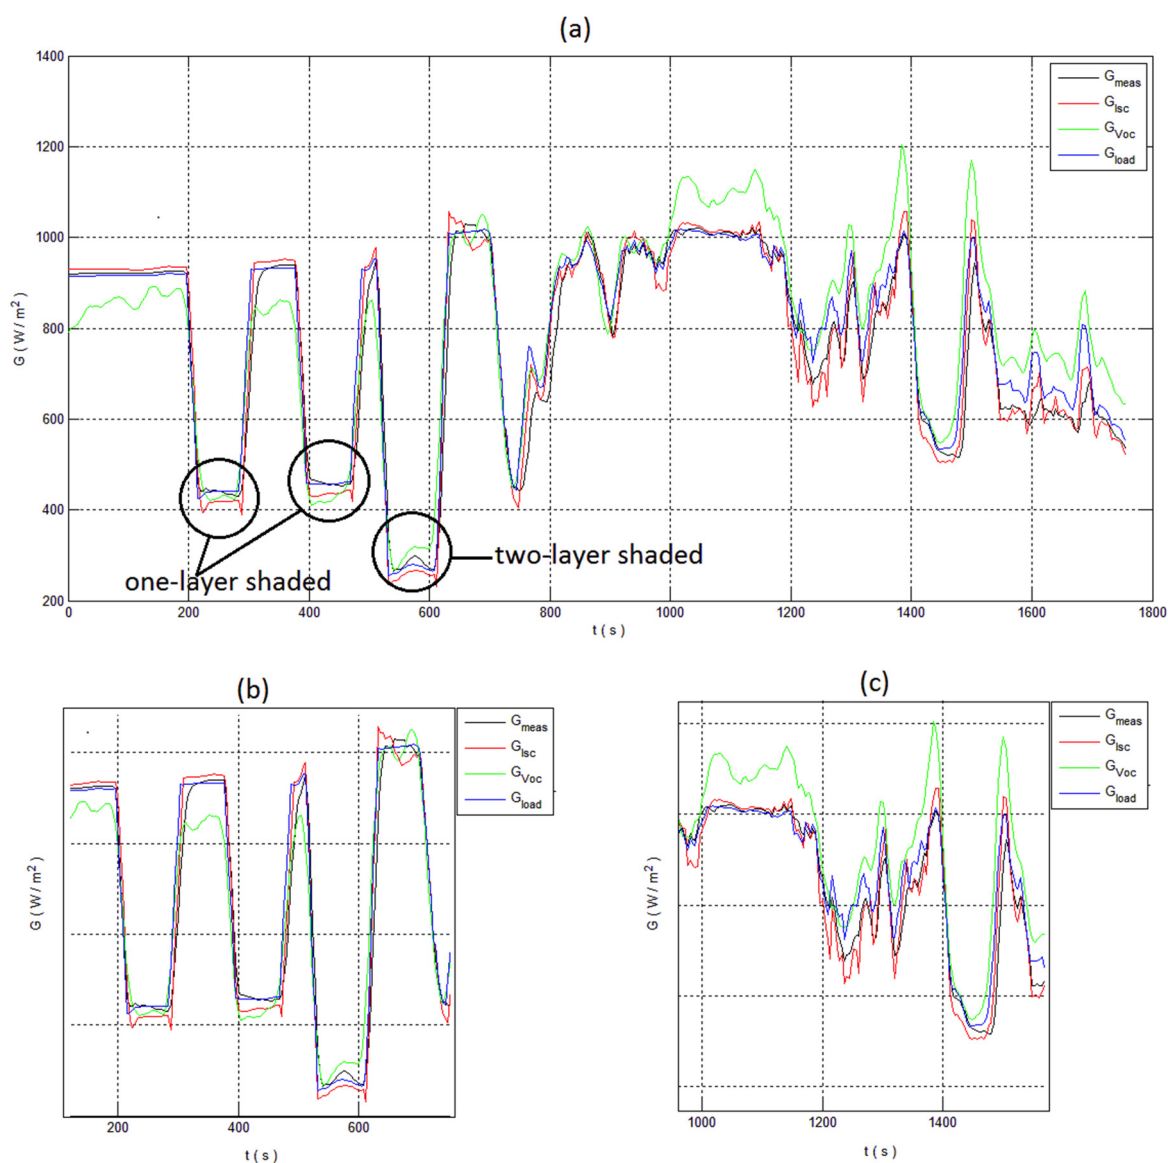 (a)
1400
1200
1000
800
600
400
200
G ( W / m²)
0 200 400 600 800 1000 1200 1400 1600 1800
t ( s )
G_meas
G_Isc
G_Voc
G_load
one-layer shaded
two-layer shaded
(b)
G ( W / m²)
200 400 600
t ( s )
G_meas
G_Isc
G_Voc
G_load
(c)
G ( W / m²)
1000 1200 1400
t ( s )
G_meas
G_Isc
G_Voc
G_load